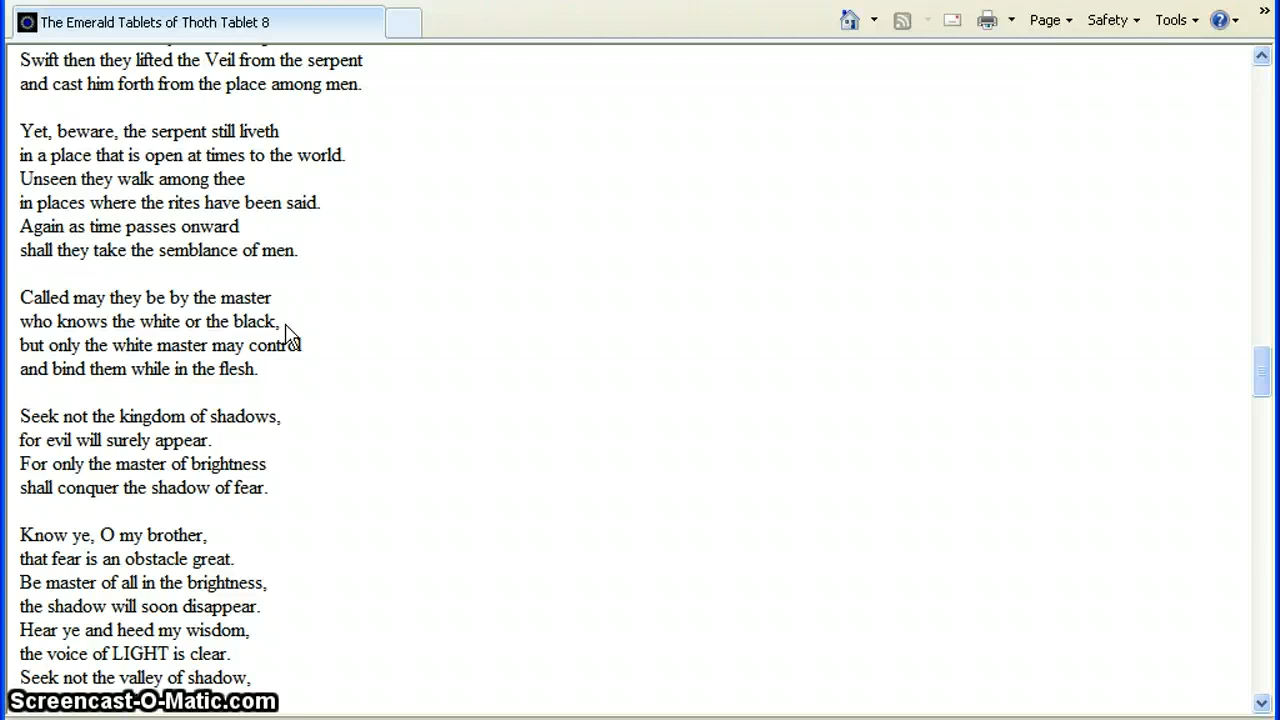 The Emerald Tablets of Thoth Tablet 8
Page
Safety
Tools
Swift then they lifted the Veil from the serpent
and cast him forth from the place among men.
Yet, beware, the serpent still liveth
in a place that is open at times to the world.
Unseen they walk among thee
in places where the rites have been said.
Again as time passes onward
shall they take the semblance of men.
Called may they be by the master
who knows the white or the black,
but only the white master may control
and bind them while in the flesh.
Seek not the kingdom of shadows,
for evil will surely appear.
For only the master of brightness
shall conquer the shadow of fear.
Know ye, O my brother,
that fear is an obstacle great.
Be master of all in the brightness,
the shadow will soon disappear.
Hear ye and heed my wisdom,
the voice of LIGHT is clear.
Seek not the valley of shadow,
Screencast-O-Matic.com